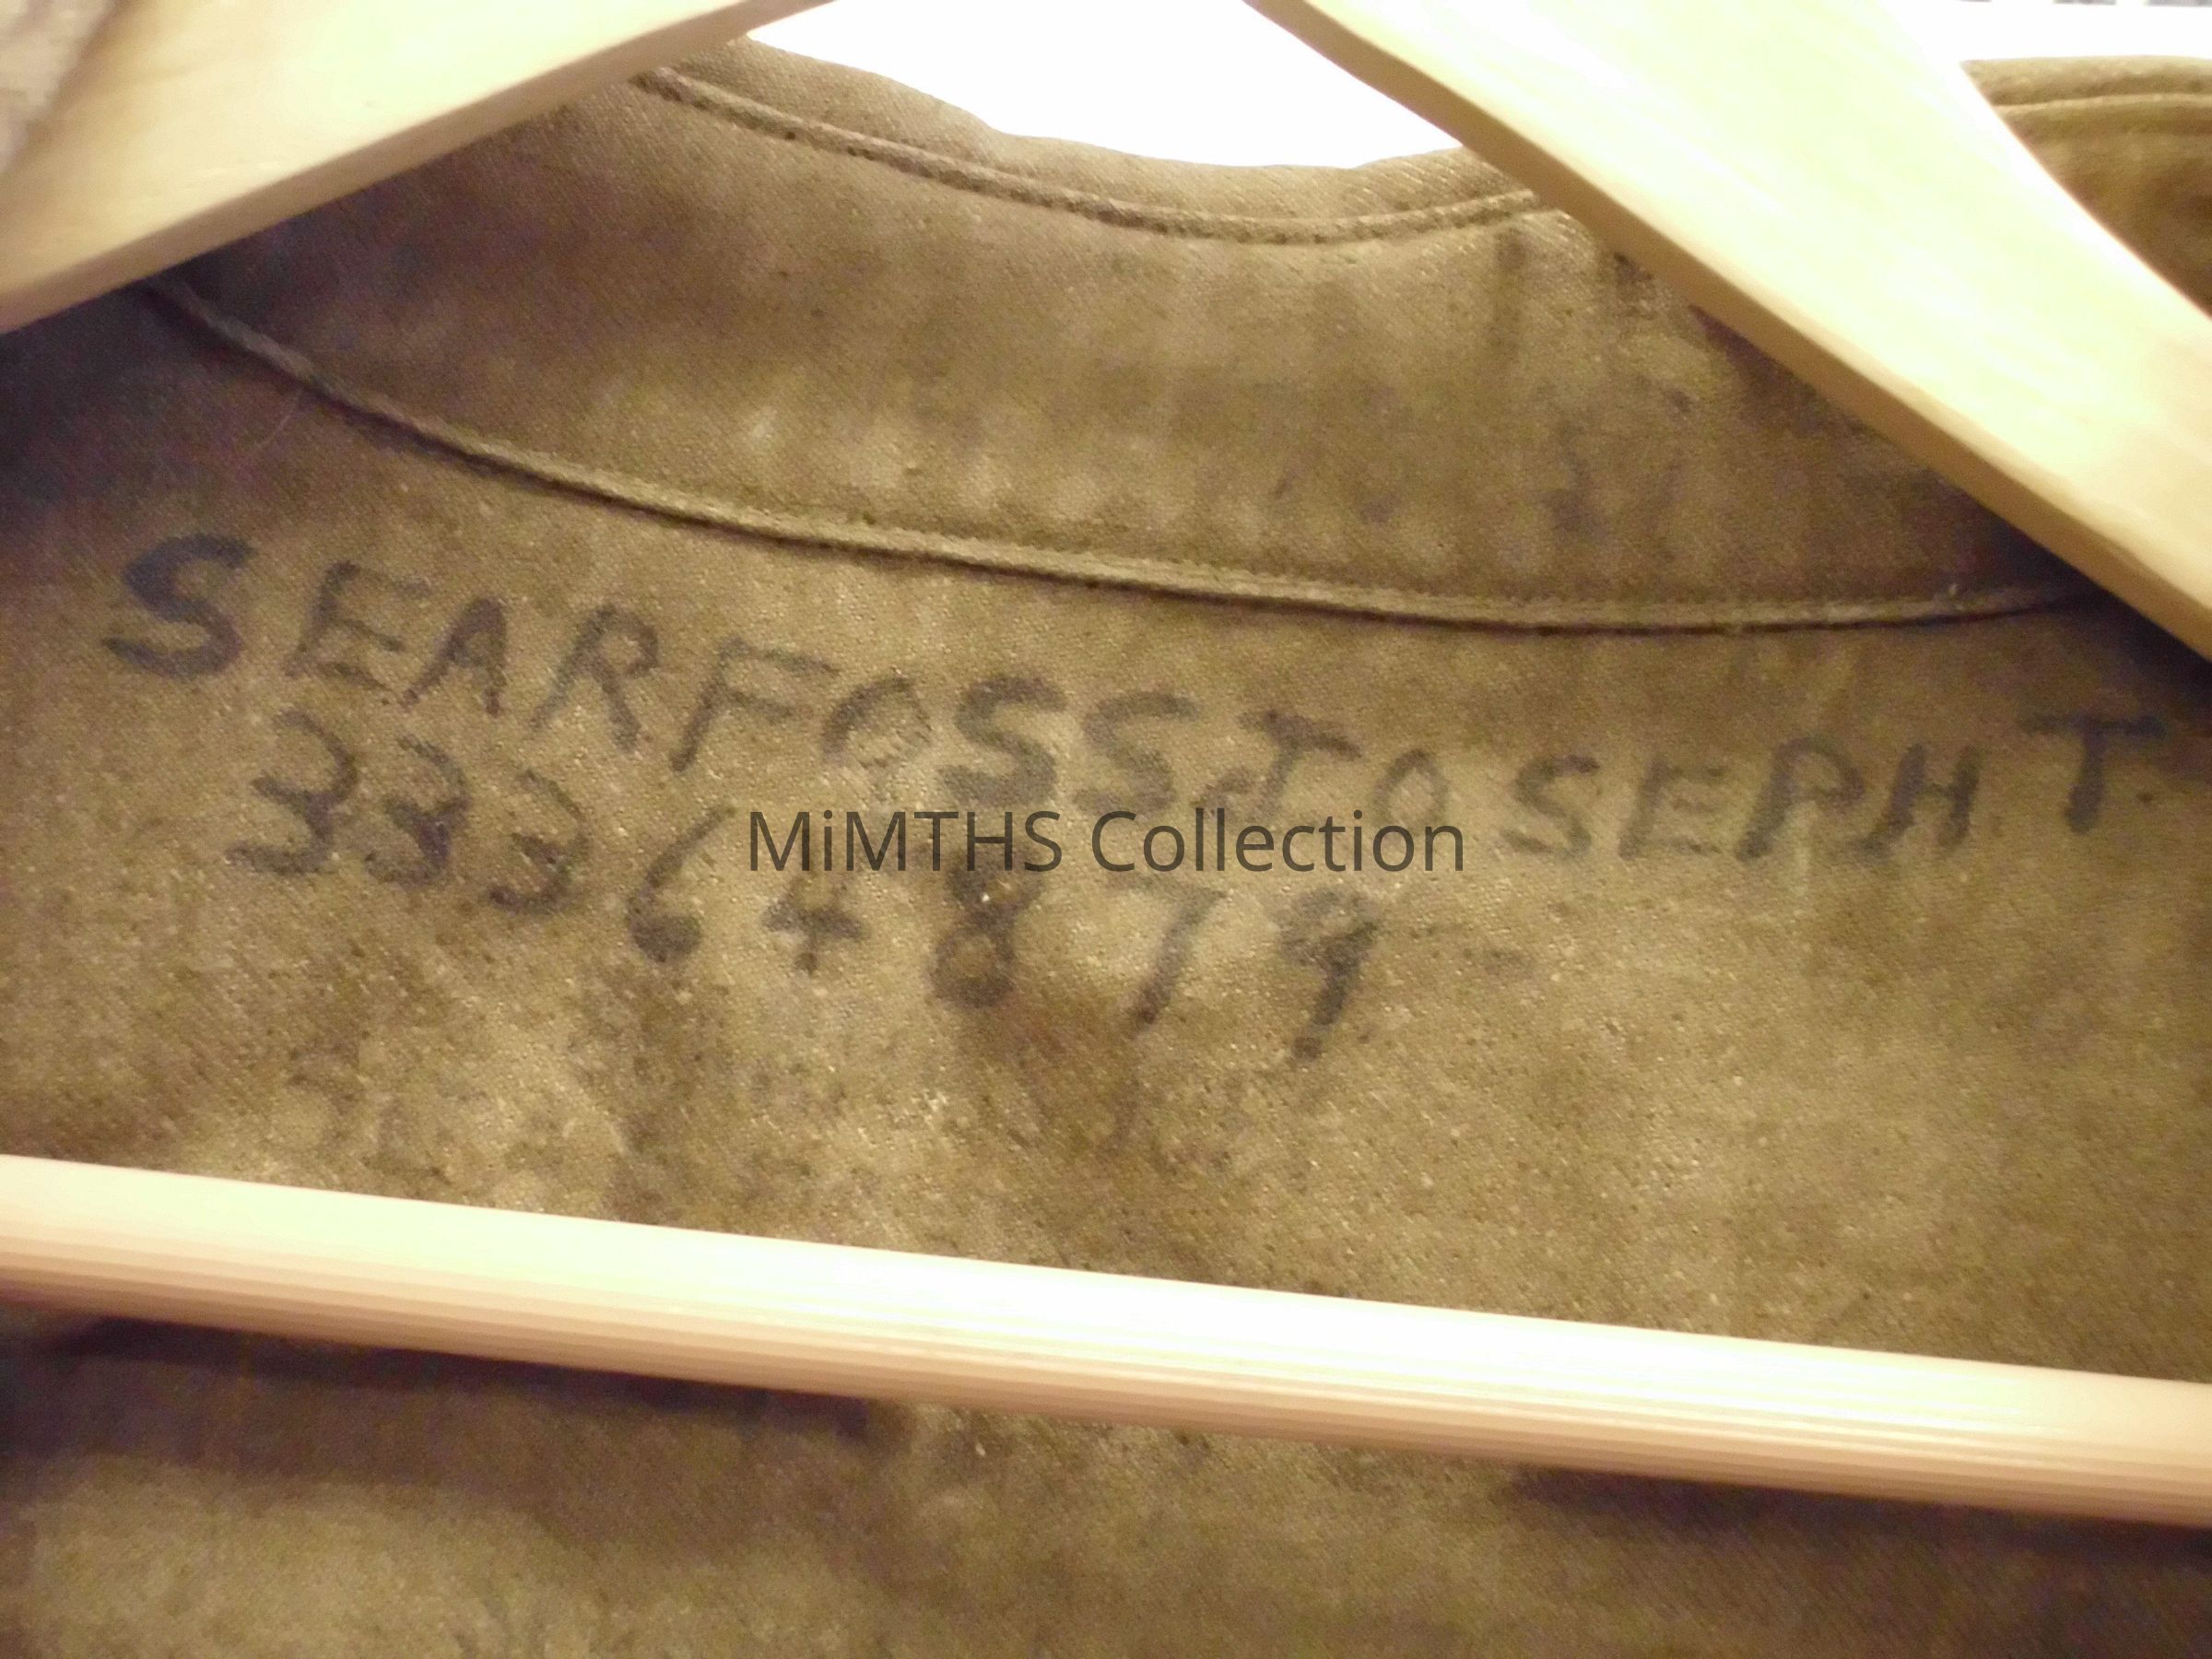 SEARFOSS JOSEPH T
33364879
MiMTHS Collection